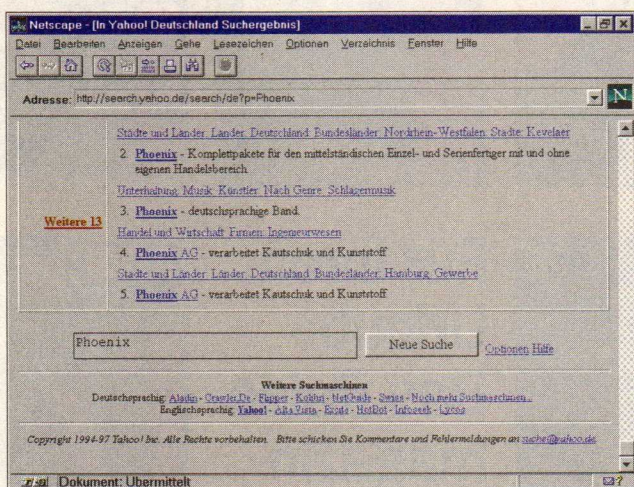 Netscape - [In Yahoo! Deutschland Suchergebnis]
Datei Bearbeiten Anzeigen Gehe Lesezeichen Optionen Verzeichnis Fenster Hilfe
Adresse: http://search.yahoo.de/search/de?p=Phoenix
Städte und Länder: Länder: Deutschland: Bundesländer: Nordrhein-Westfalen: Städte: Kevelaer
2. Phoenix - Komplettpakete für den mittelständischen Einzel- und Serienfertiger mit und ohne
eigenen Handelsbereich
Unterhaltung: Musik: Künstler: Nach Genre: Schlagermusik
Weitere 13
3. Phoenix - deutschsprachige Band.
Handel und Wirtschaft: Firmen: Ingenieurwesen
4. Phoenix AG - verarbeitet Kautschuk und Kunststoff
Städte und Länder: Länder: Deutschland: Bundesländer: Hamburg: Gewerbe
5. Phoenix AG - verarbeitet Kautschuk und Kunststoff
Phoenix Neue Suche Optionen Hilfe
Weitere Suchmaschinen
Deutschsprachig: Aladin - Crawler.De - Flipper - Kolibri - NetGuide - Swiss - Noch mehr Suchmaschinen...
Englischsprachig: Yahoo! - Alta Vista - Excite - HotBot - Infoseek - Lycos
Copyright 1994-97 Yahoo! Inc. Alle Rechte vorbehalten. Bitte schicken Sie Kommentare und Fehlermeldungen an suche@yahoo.de
Dokument: Übermittelt